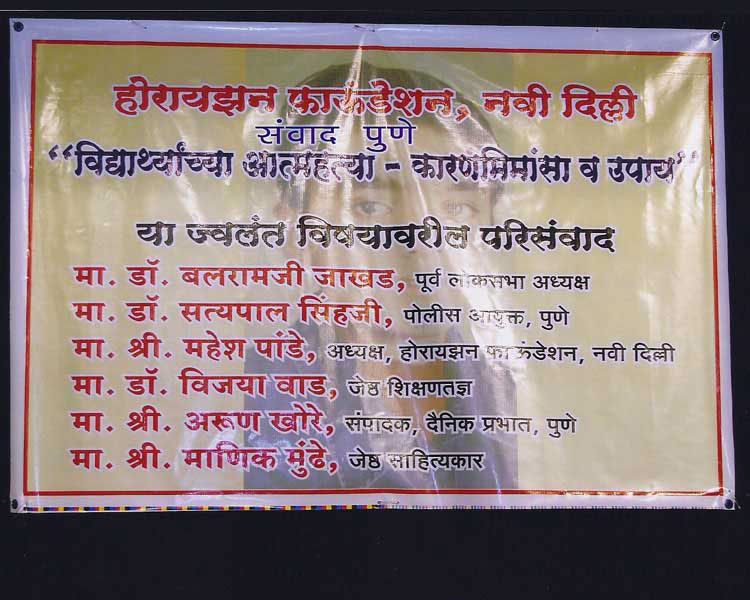 होरायझन फाऊंडेशन, नवी दिल्ली
संवाद पुणे
“विद्यार्थ्यांच्या आत्महत्या - कारणमिमांसा व उपाय”
या ज्वलंत विषयावरील परिसंवाद
मा. डॉ. बलरामजी जाखड, पूर्व लोकसभा अध्यक्ष
मा. डॉ. सत्यपाल सिंहजी, पोलीस आयुक्त, पुणे
मा. श्री. महेश पांडे, अध्यक्ष, होरायझन फाऊंडेशन, नवी दिल्ली
मा. डॉ. विजया वाड, जेष्ठ शिक्षणतज्ञ
मा. श्री. अरूण खोरे, संपादक, दैनिक प्रभात, पुणे
मा. श्री. माणिक मुंढे, जेष्ठ साहित्यकार